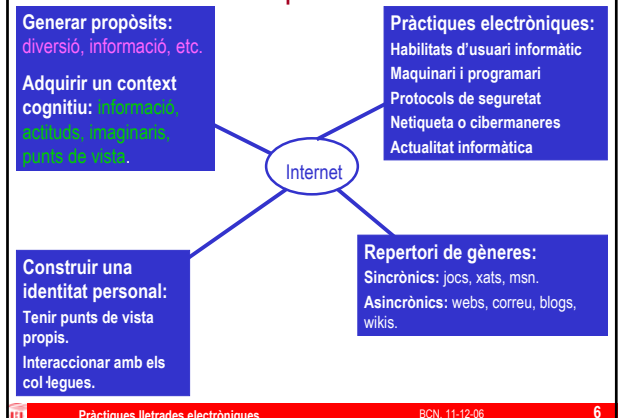 Generar propòsits:
diversió, informació, etc.
Adquirir un context
cognitiu: informació,
actituds, imaginaris,
punts de vista.
Pràctiques electròniques:
Habilitats d'usuari informàtic
Maquinari i programari
Protocols de seguretat
Netiqueta o cibermaneres
Actualitat informàtica
Internet
Construir una
identitat personal:
Tenir punts de vista
propis.
Interaccionar amb els
col·legues.
Repertori de gèneres:
Sincrònics: jocs, xats, msn.
Asincrònics: webs, correu, blogs,
wikis.
Pràctiques lletrades electròniques
BCN, 11-12-06
6